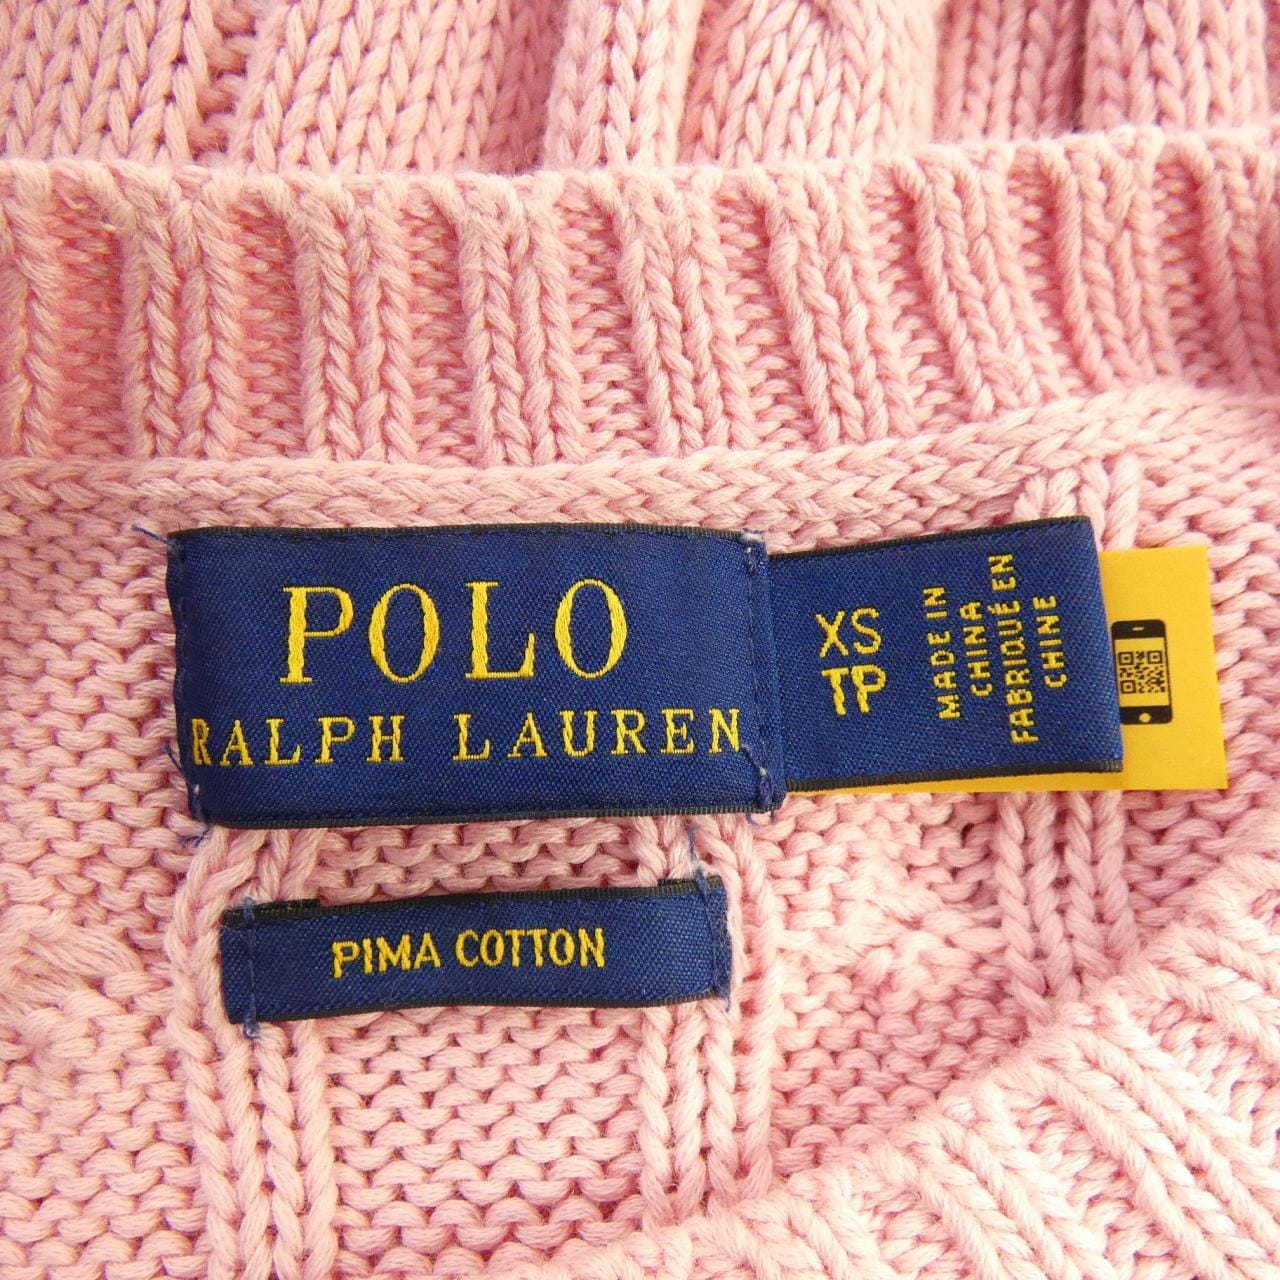 POLO
RALPH LAUREN
XS
TP
MADE IN
CHINA
FABRIQUÉ EN
CHINE
PIMA COTTON